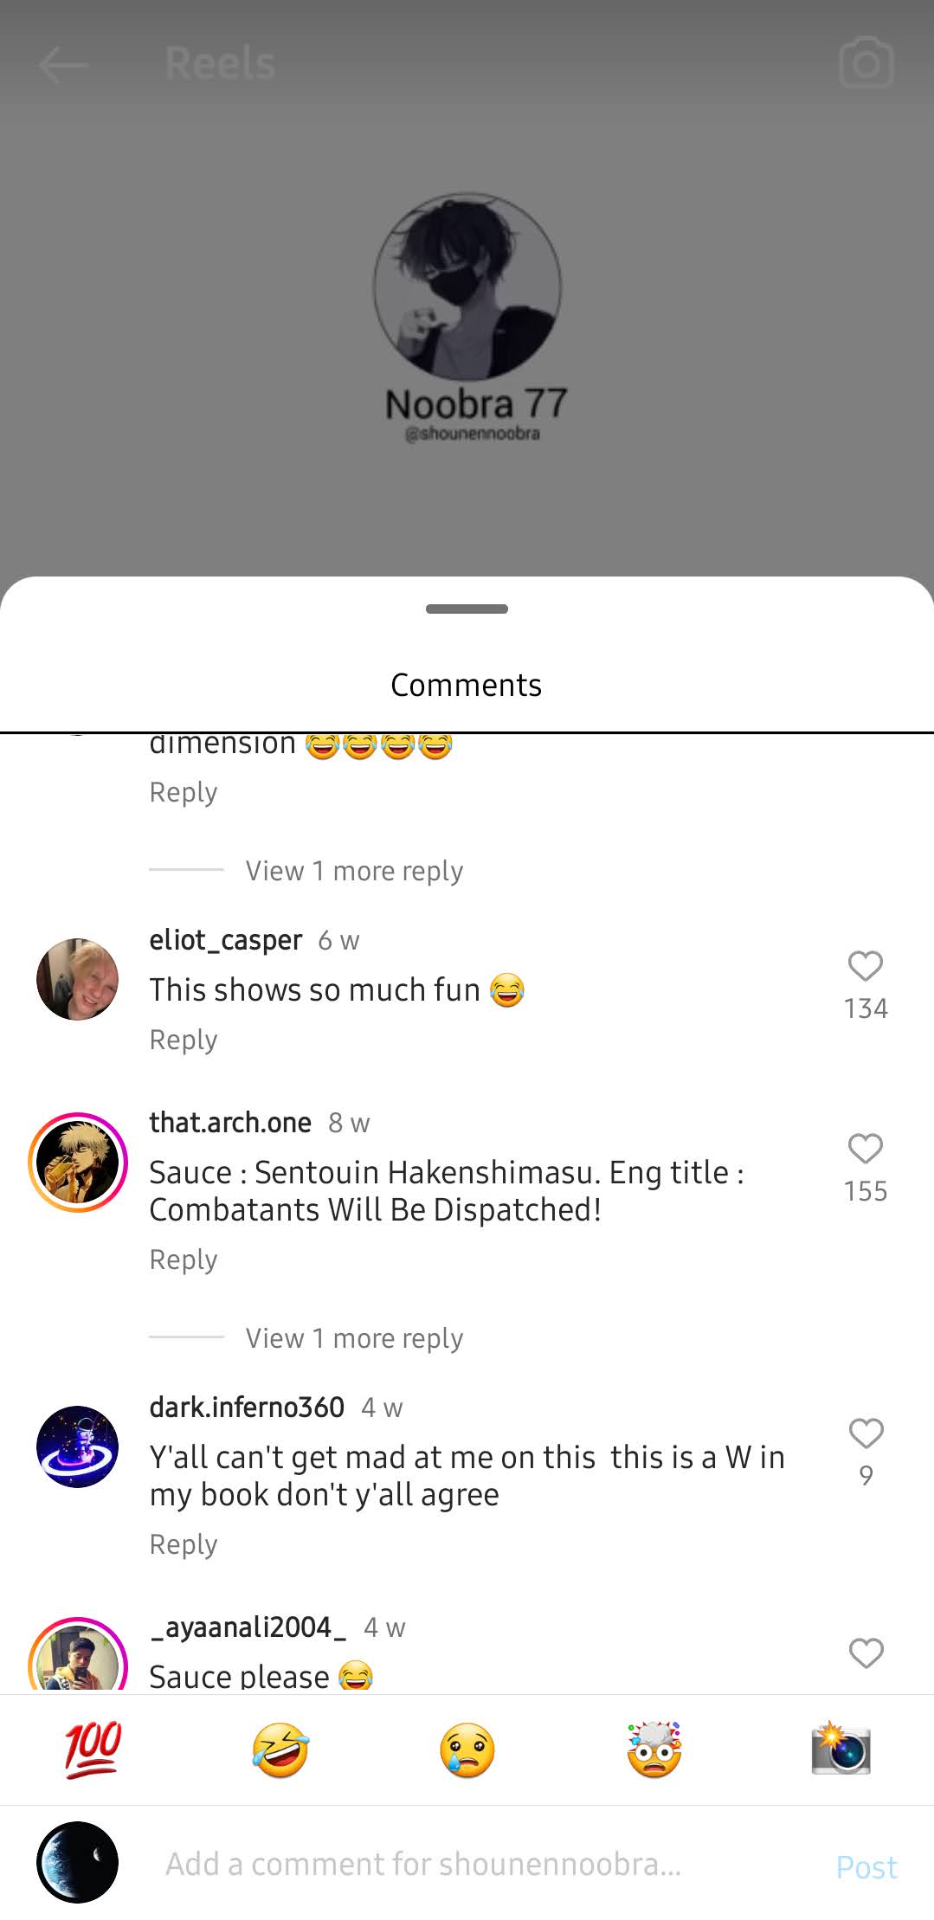 Reels
Noobra 77
@shounennoobra
Comments
dimension 😂😂😂😂
Reply
View 1 more reply
eliot_casper 6 w
This shows so much fun 😂
134
Reply
that.arch.one 8 w
Sauce : Sentouin Hakenshimasu. Eng title :
Combatants Will Be Dispatched!
155
Reply
View 1 more reply
dark.inferno360 4 w
Y'all can't get mad at me on this  this is a W in
my book don't y'all agree
9
Reply
_ayaanali2004_ 4 w
Sauce please 😂
💯 🤣 😢 🤯 📸
Add a comment for shounennoobra...
Post